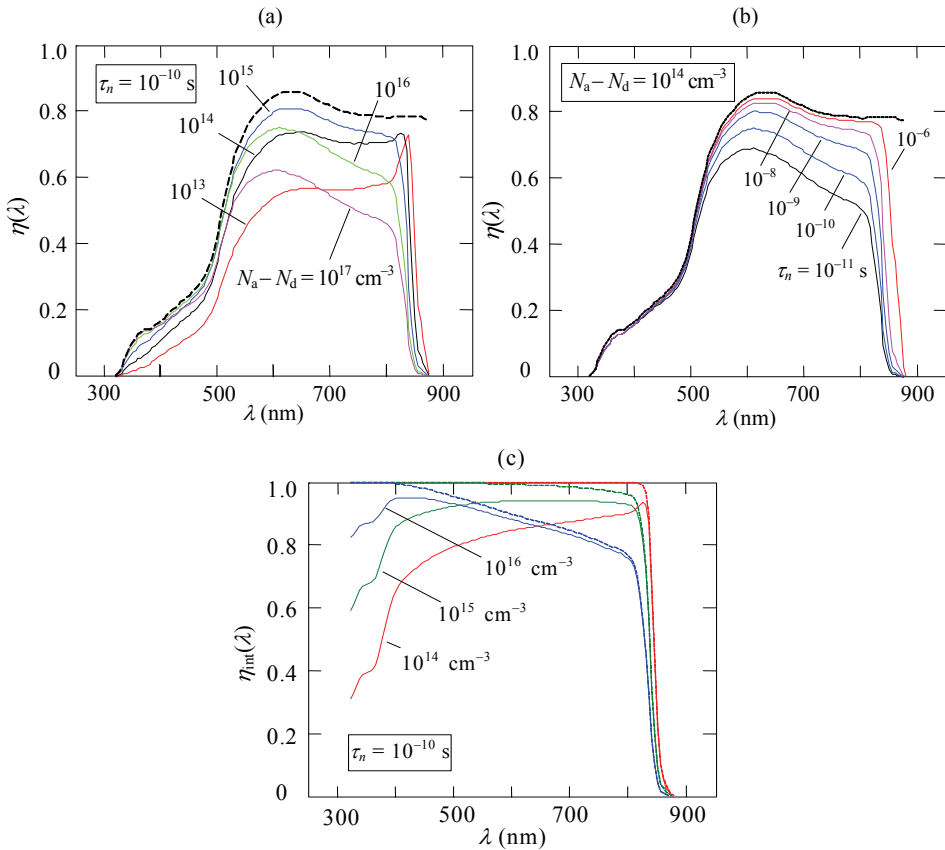 (a)
τn = 10⁻¹⁰ s
10¹⁵
10¹⁶
10¹⁴
10¹³
Na – Nd = 10¹⁷ cm⁻³
η(λ)
1.0
0.8
0.6
0.4
0.2
0
300 500 700 900
λ (nm)
(b)
Na – Nd = 10¹⁴ cm⁻³
10⁻⁶
10⁻⁸
10⁻⁹
10⁻¹⁰
τn = 10⁻¹¹ s
η(λ)
1.0
0.8
0.6
0.4
0.2
0
300 500 700 900
λ (nm)
(c)
10¹⁶ cm⁻³
10¹⁵ cm⁻³
10¹⁴ cm⁻³
τn = 10⁻¹⁰ s
ηint(λ)
1.0
0.8
0.6
0.4
0.2
0
300 500 700 900
λ (nm)